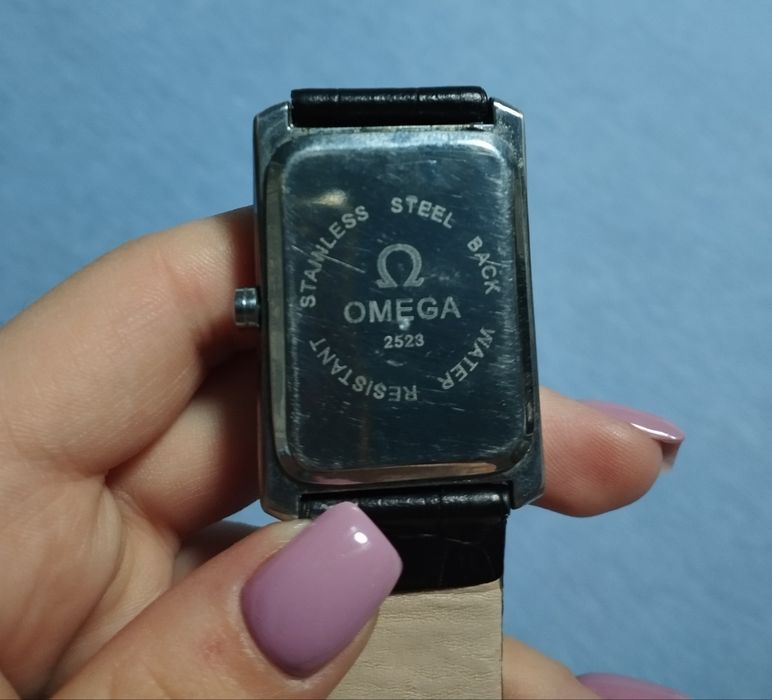 STAINLESS STEEL BACK
Ω
OMEGA
2523
WATER RESISTANT